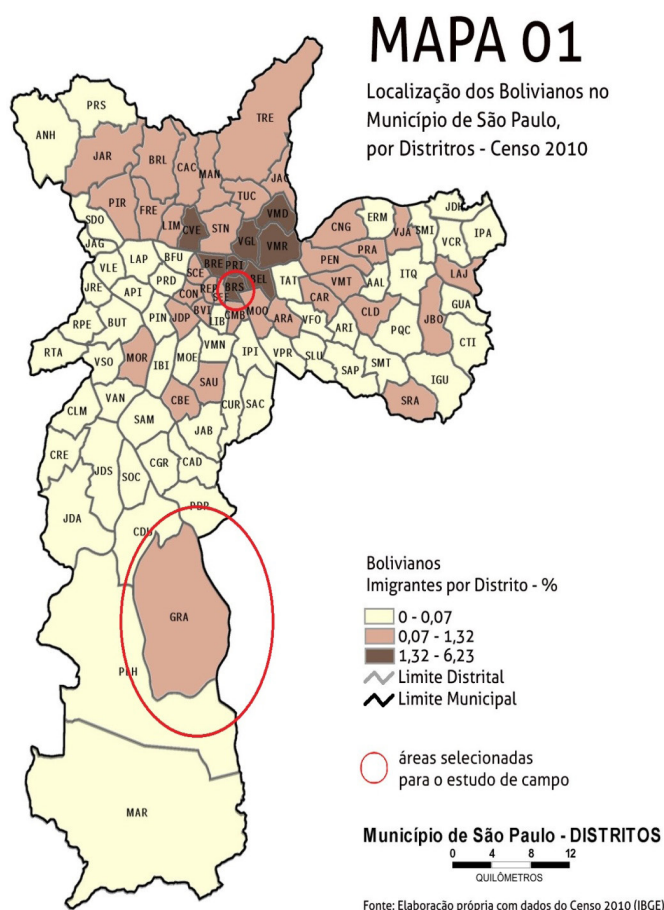 MAPA 01
Localização dos Bolivianos no
Município de São Paulo,
por Distritros - Censo 2010
PRS
ANH
TRE
JAR
BRL
CAC
MAN
JAC
TUC
PIR
FRE
LIM
CVE
STN
VMD
VGL
VMR
SDO
JAG
CNG
ERM
VJA
SMI
JDH
VCR
IPA
PEN
PRA
VLE
LAP
BFU
BRE
PRI
BEL
TAT
VMT
AAL
ITQ
LAJ
JRE
API
PRD
SCE
CON
REP
SEE
BRS
CAR
CLD
JBO
GUA
RPE
BUT
PIN
JDP
BVI
LIB
CMB
MOO
ARA
VFO
ARI
PQC
CTI
RTA
VSO
MOR
IBI
MOE
VMN
IPI
VPR
SLU
SAP
SMT
IGU
SAU
CBE
CUR
SAC
SRA
CLM
VAN
SAM
JAB
CRE
JDS
SOC
CGR
CAD
JDA
CDU
PDR
GRA
PLH
MAR
Bolivianos
Imigrantes por Distrito - %
0 - 0,07
0,07 - 1,32
1,32 - 6,23
Limite Distrital
Limite Municipal
áreas selecionadas
para o estudo de campo
Município de São Paulo - DISTRITOS
0 4 8 12
QUILÔMETROS
Fonte: Elaboração própria com dados do Censo 2010 (IBGE)